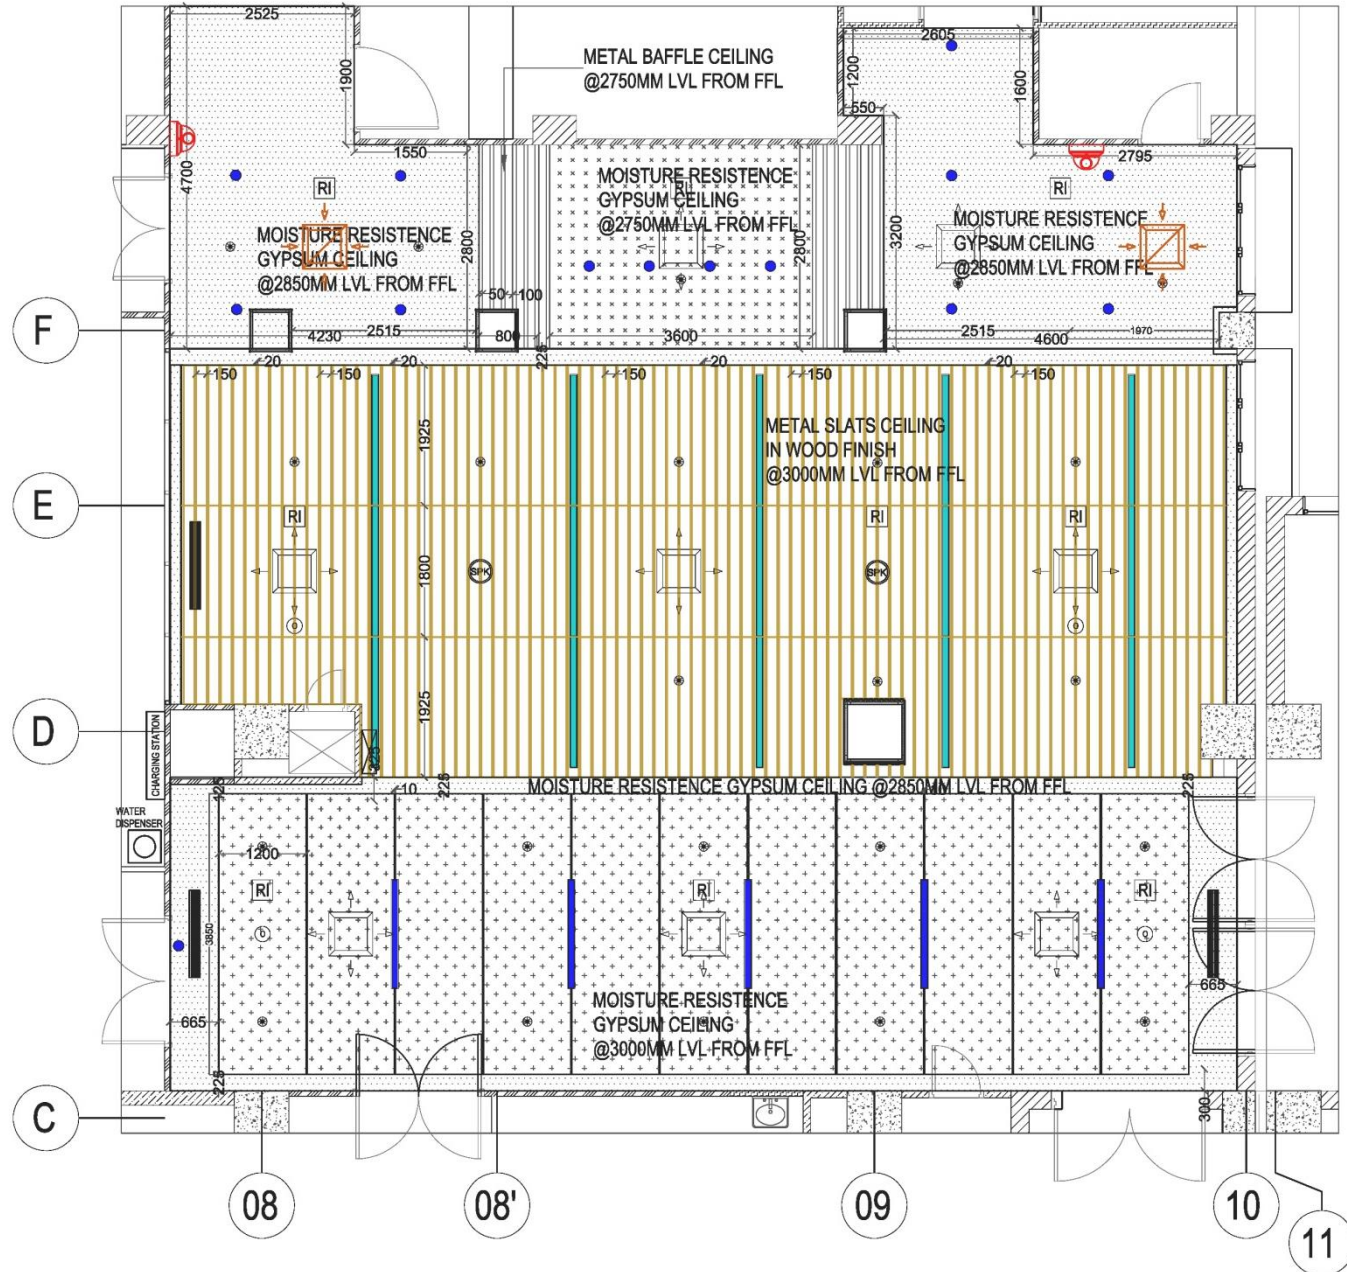 2525
2605
METAL BAFFLE CEILING
@2750MM LVL FROM FFL
1900
1200
1600
550
1550
2795
4700
RI
MOISTURE RESISTENCE
GYPSUM CEILING
@2850MM LVL FROM FFL
2800
MOISTURE RESISTENCE
RI
GYPSUM CEILING
@2750MM LVL FROM FFL
2800
3200
RI
MOISTURE RESISTENCE
GYPSUM CEILING
@2850MM LVL FROM FFL
50
100
F
4230
2515
800
3600
2515
4600
1970
225
20
20
20
20
150
150
150
150
150
1925
METAL SLATS CEILING
IN WOOD FINISH
@3000MM LVL FROM FFL
E
RI
RI
RI
1800
SPK
SPK
D
CHARGING STATION
1925
325
125
10
225
MOISTURE RESISTENCE GYPSUM CEILING @2850MM LVL FROM FFL
225
WATER
DISPENSER
1200
RI
RI
RI
3850
665
665
MOISTURE RESISTENCE
GYPSUM CEILING
@3000MM LVL FROM FFL
225
300
C
08
08'
09
10
11